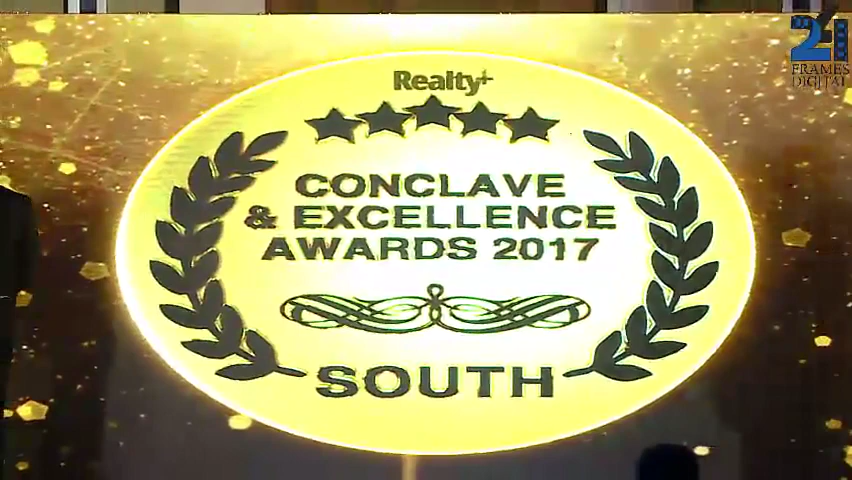 21
FRAMES
DIGITAL
Realty+
CONCLAVE
& EXCELLENCE
AWARDS 2017
SOUTH